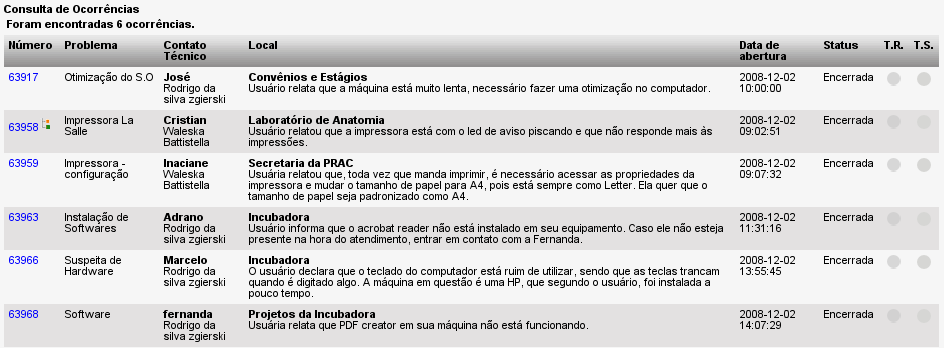 Consulta de Ocorrências
Foram encontradas 6 ocorrências.
Número Problema Contato Técnico Local Data de abertura Status T.R. T.S.
63917 Otimização do S.O José Convénios e Estágios 2008-12-02 Encerrada
Rodrigo da Usuário relata que a máquina está muito lenta, necessário fazer uma otimização no computador. 10:00:00
silva zgierski
63958 Impressora La Cristian Laboratório de Anatomia 2008-12-02 Encerrada
Salle Waleska Usuário relatou que a impressora está com o led de aviso piscando e que não responde mais às 09:02:51
Battistella impressões.
63959 Impressora - Inaciane Secretaria da PRAC 2008-12-02 Encerrada
configuração Waleska Usuária relatou que, toda vez que manda imprimir, é necessário acessar as propriedades da 09:07:32
Battistella impressora e mudar o tamanho de papel para A4, pois está sempre como Letter. Ela quer que o
tamanho de papel seja padronizado como A4.
63963 Instalação de Adrano Incubadora 2008-12-02 Encerrada
Softwares Rodrigo da Usuário informa que o acrobat reader não está instalado em seu equipamento. Caso ele não esteja 11:31:16
silva zgierski presente na hora do atendimento, entrar em contato com a Fernanda.
63966 Suspeita de Marcelo Incubadora 2008-12-02 Encerrada
Hardware Rodrigo da O usuário declara que o teclado do computador está ruim de utilizar, sendo que as teclas trancam 13:55:45
silva zgierski quando é digitado algo. A máquina em questão é uma HP, que segundo o usuário, foi instalada a
pouco tempo.
63968 Software fernanda Projetos da Incubadora 2008-12-02 Encerrada
Rodrigo da Usuária relata que PDF creator em sua máquina não está funcionando. 14:07:29
silva zgierski